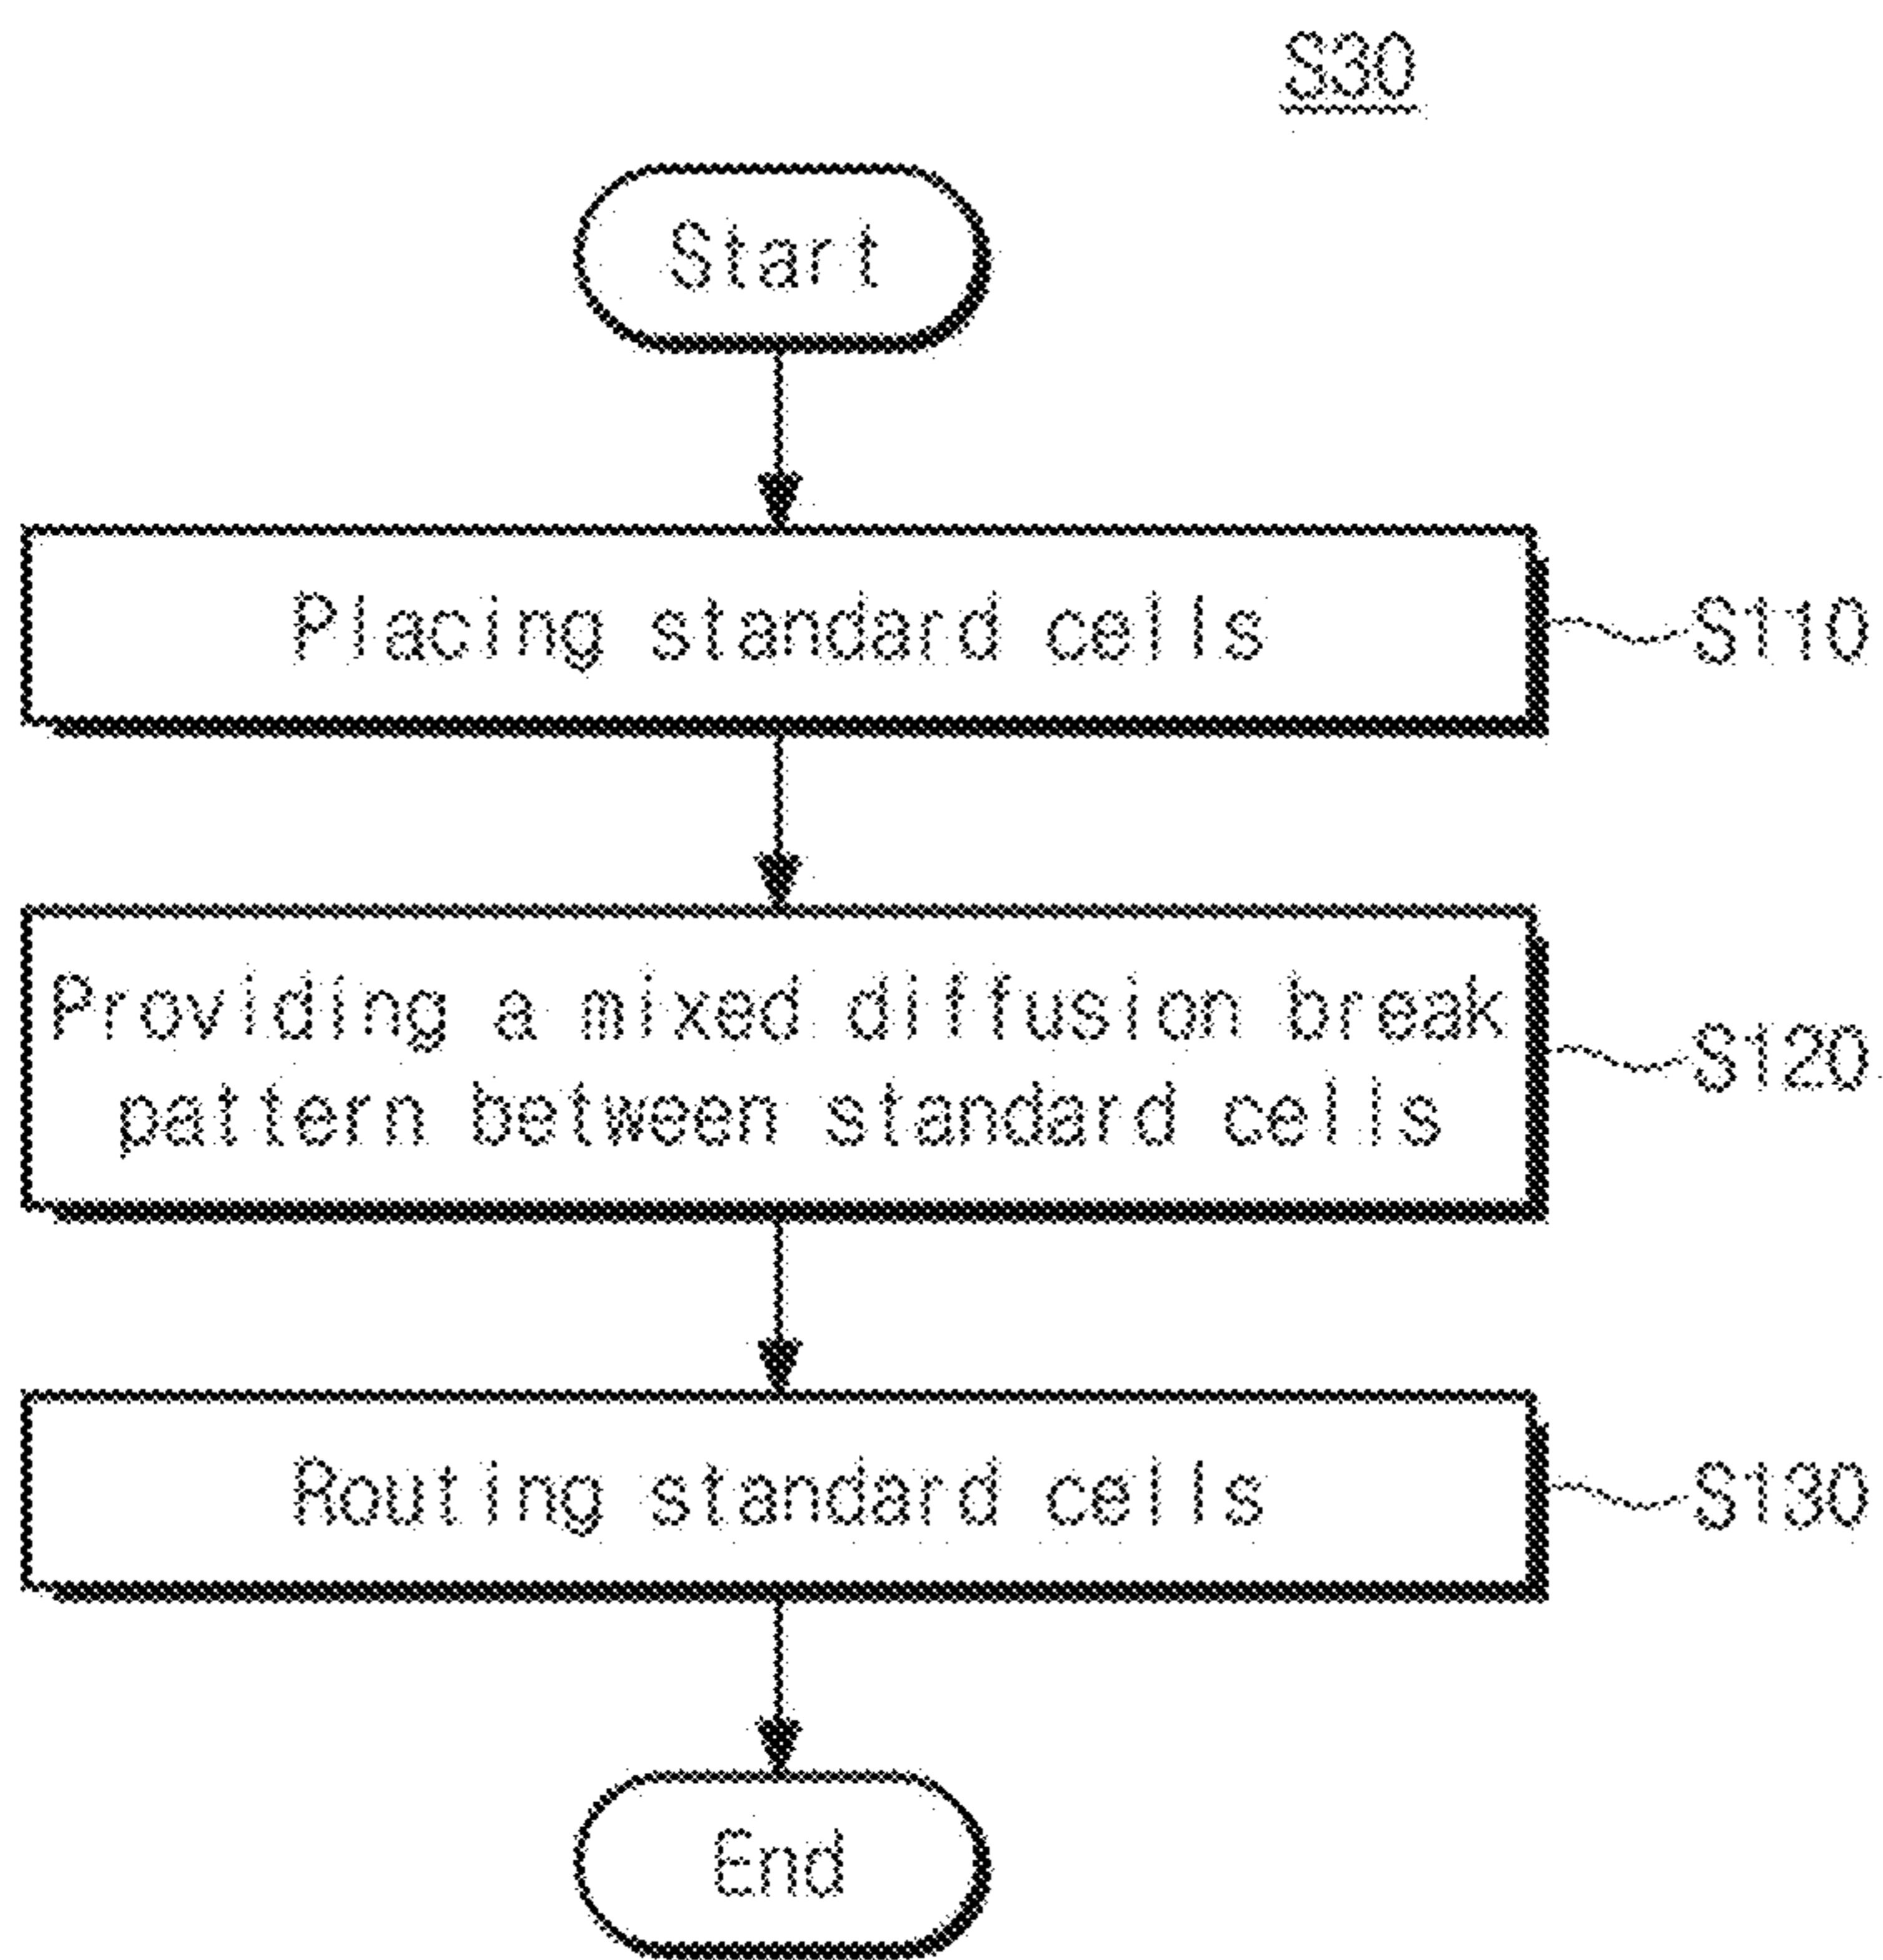 S30
Start
Placing standard cells
S110
Providing a mixed diffusion break
pattern between standard cells
S120
Routing standard cells
S130
End